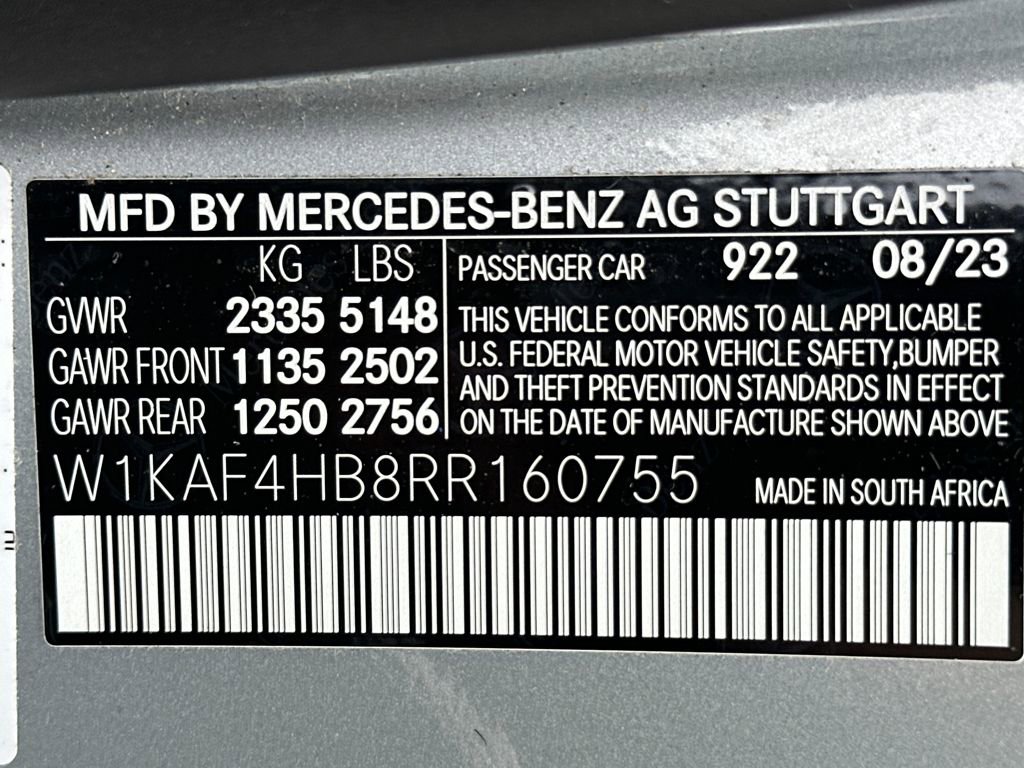 MFD BY MERCEDES-BENZ AG STUTTGART
KG LBS
GVWR 2335 5148
GAWR FRONT 1135 2502
GAWR REAR 1250 2756
PASSENGER CAR 922 08/23
THIS VEHICLE CONFORMS TO ALL APPLICABLE
U.S. FEDERAL MOTOR VEHICLE SAFETY,BUMPER
AND THEFT PREVENTION STANDARDS IN EFFECT
ON THE DATE OF MANUFACTURE SHOWN ABOVE
W1KAF4HB8RR160755
MADE IN SOUTH AFRICA